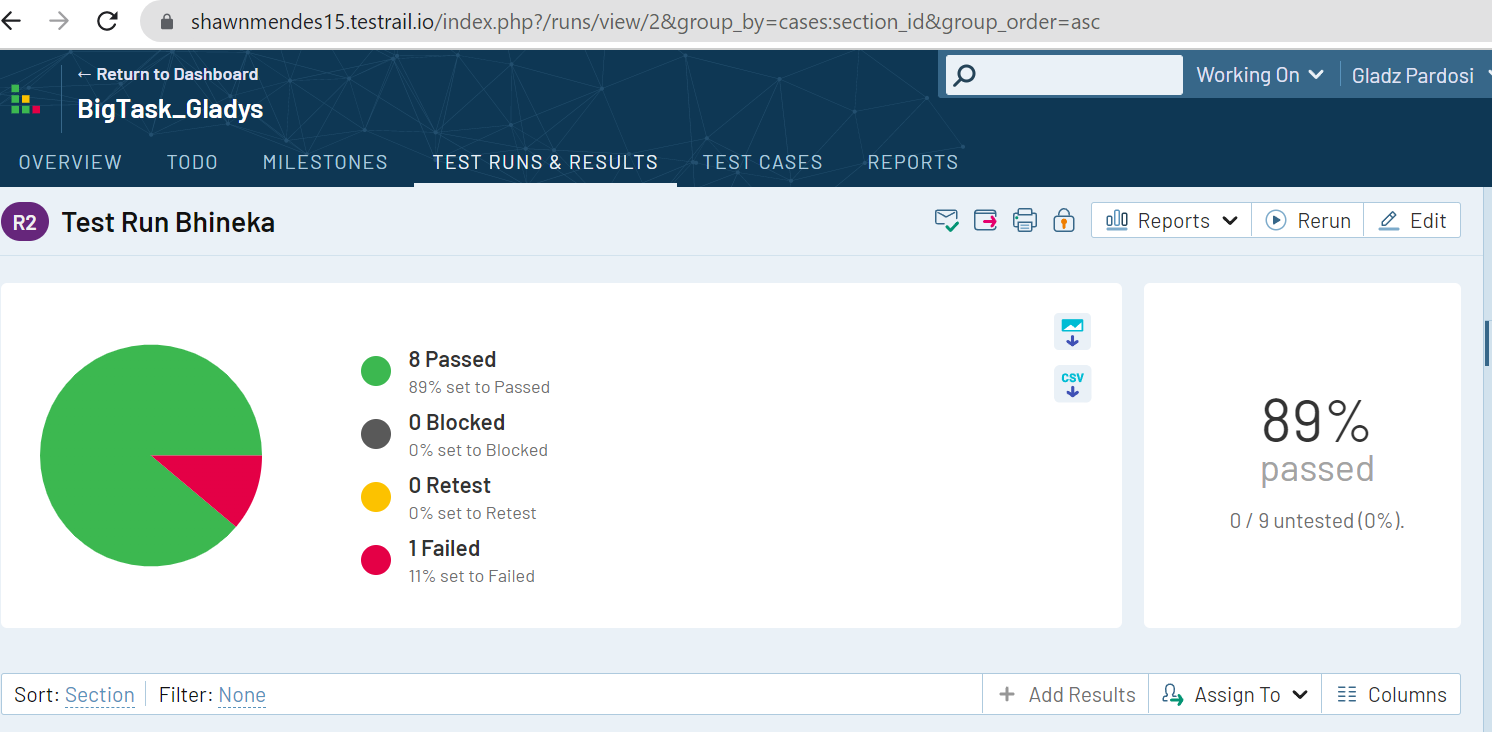 shawnmendes15.testrail.io/index.php?/runs/view/2&group_by=cases:section_id&group_order=asc
← Return to Dashboard
BigTask_Gladys
Working On
Gladz Pardosi
OVERVIEW TODO MILESTONES TEST RUNS & RESULTS TEST CASES REPORTS
R2 Test Run Bhineka
Reports Rerun Edit
8 Passed
89% set to Passed
0 Blocked
0% set to Blocked
0 Retest
0% set to Retest
1 Failed
11% set to Failed
CSV
89%
passed
0 / 9 untested (0%).
Sort: Section Filter: None
+ Add Results Assign To Columns